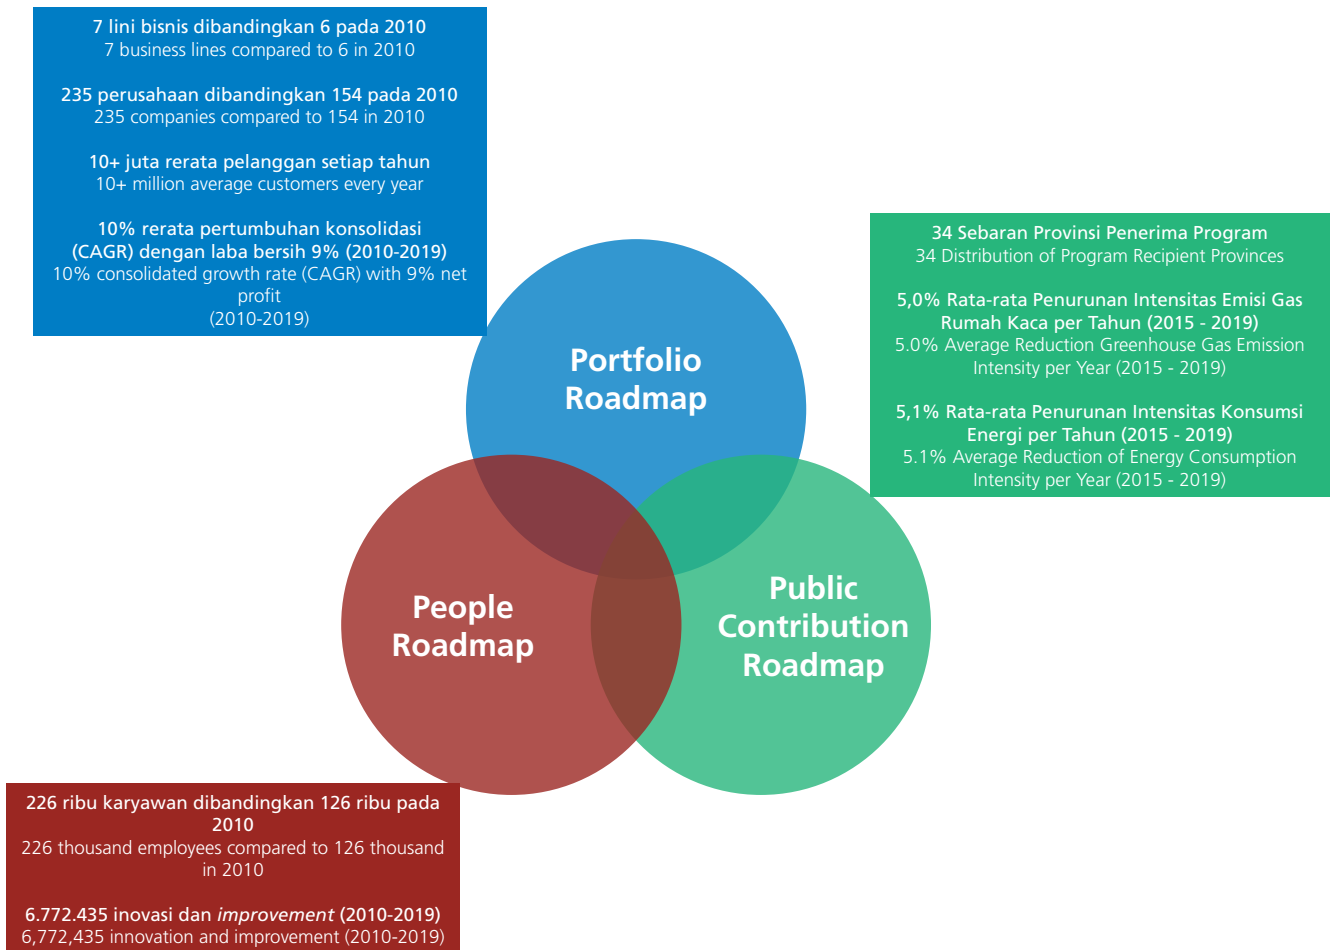 7 lini bisnis dibandingkan 6 pada 2010
7 business lines compared to 6 in 2010
235 perusahaan dibandingkan 154 pada 2010
235 companies compared to 154 in 2010
10+ juta rerata pelanggan setiap tahun
10+ million average customers every year
10% rerata pertumbuhan konsolidasi
(CAGR) dengan laba bersih 9% (2010-2019)
10% consolidated growth rate (CAGR) with 9% net
profit
(2010-2019)
34 Sebaran Provinsi Penerima Program
34 Distribution of Program Recipient Provinces
5,0% Rata-rata Penurunan Intensitas Emisi Gas
Rumah Kaca per Tahun (2015 - 2019)
5.0% Average Reduction Greenhouse Gas Emission
Intensity per Year (2015 - 2019)
5,1% Rata-rata Penurunan Intensitas Konsumsi
Energi per Tahun (2015 - 2019)
5.1% Average Reduction of Energy Consumption
Intensity per Year (2015 - 2019)
Portfolio
Roadmap
People
Roadmap
Public
Contribution
Roadmap
226 ribu karyawan dibandingkan 126 ribu pada
2010
226 thousand employees compared to 126 thousand
in 2010
6.772.435 inovasi dan improvement (2010-2019)
6,772,435 innovation and improvement (2010-2019)